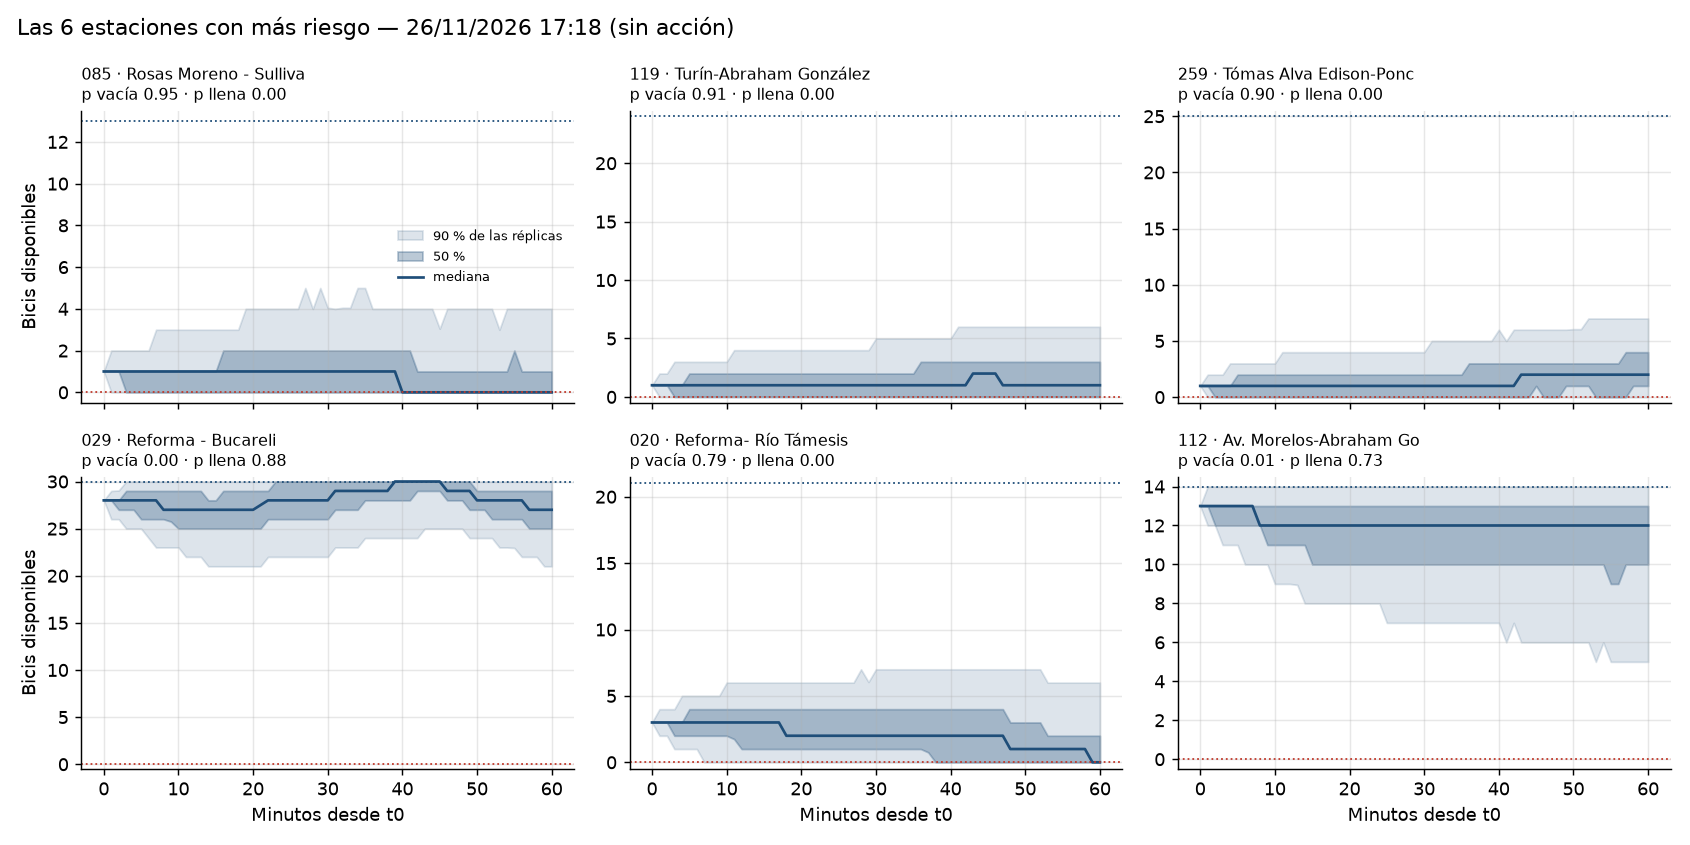 Las 6 estaciones con más riesgo — 26/11/2026 17:18 (sin acción)
085 · Rosas Moreno - Sulliva
p vacía 0.95 · p llena 0.00
119 · Turín-Abraham González
p vacía 0.91 · p llena 0.00
259 · Tómas Alva Edison-Ponc
p vacía 0.90 · p llena 0.00
Bicis disponibles
12
10
8
6
4
2
0
90 % de las réplicas
50 %
mediana
20
15
10
5
0
25
20
15
10
5
0
029 · Reforma - Bucareli
p vacía 0.00 · p llena 0.88
020 · Reforma- Río Támesis
p vacía 0.79 · p llena 0.00
112 · Av. Morelos-Abraham Go
p vacía 0.01 · p llena 0.73
Bicis disponibles
30
25
20
15
10
5
0
0 10 20 30 40 50 60
Minutos desde t0
20
15
10
5
0
0 10 20 30 40 50 60
Minutos desde t0
14
12
10
8
6
4
2
0
0 10 20 30 40 50 60
Minutos desde t0